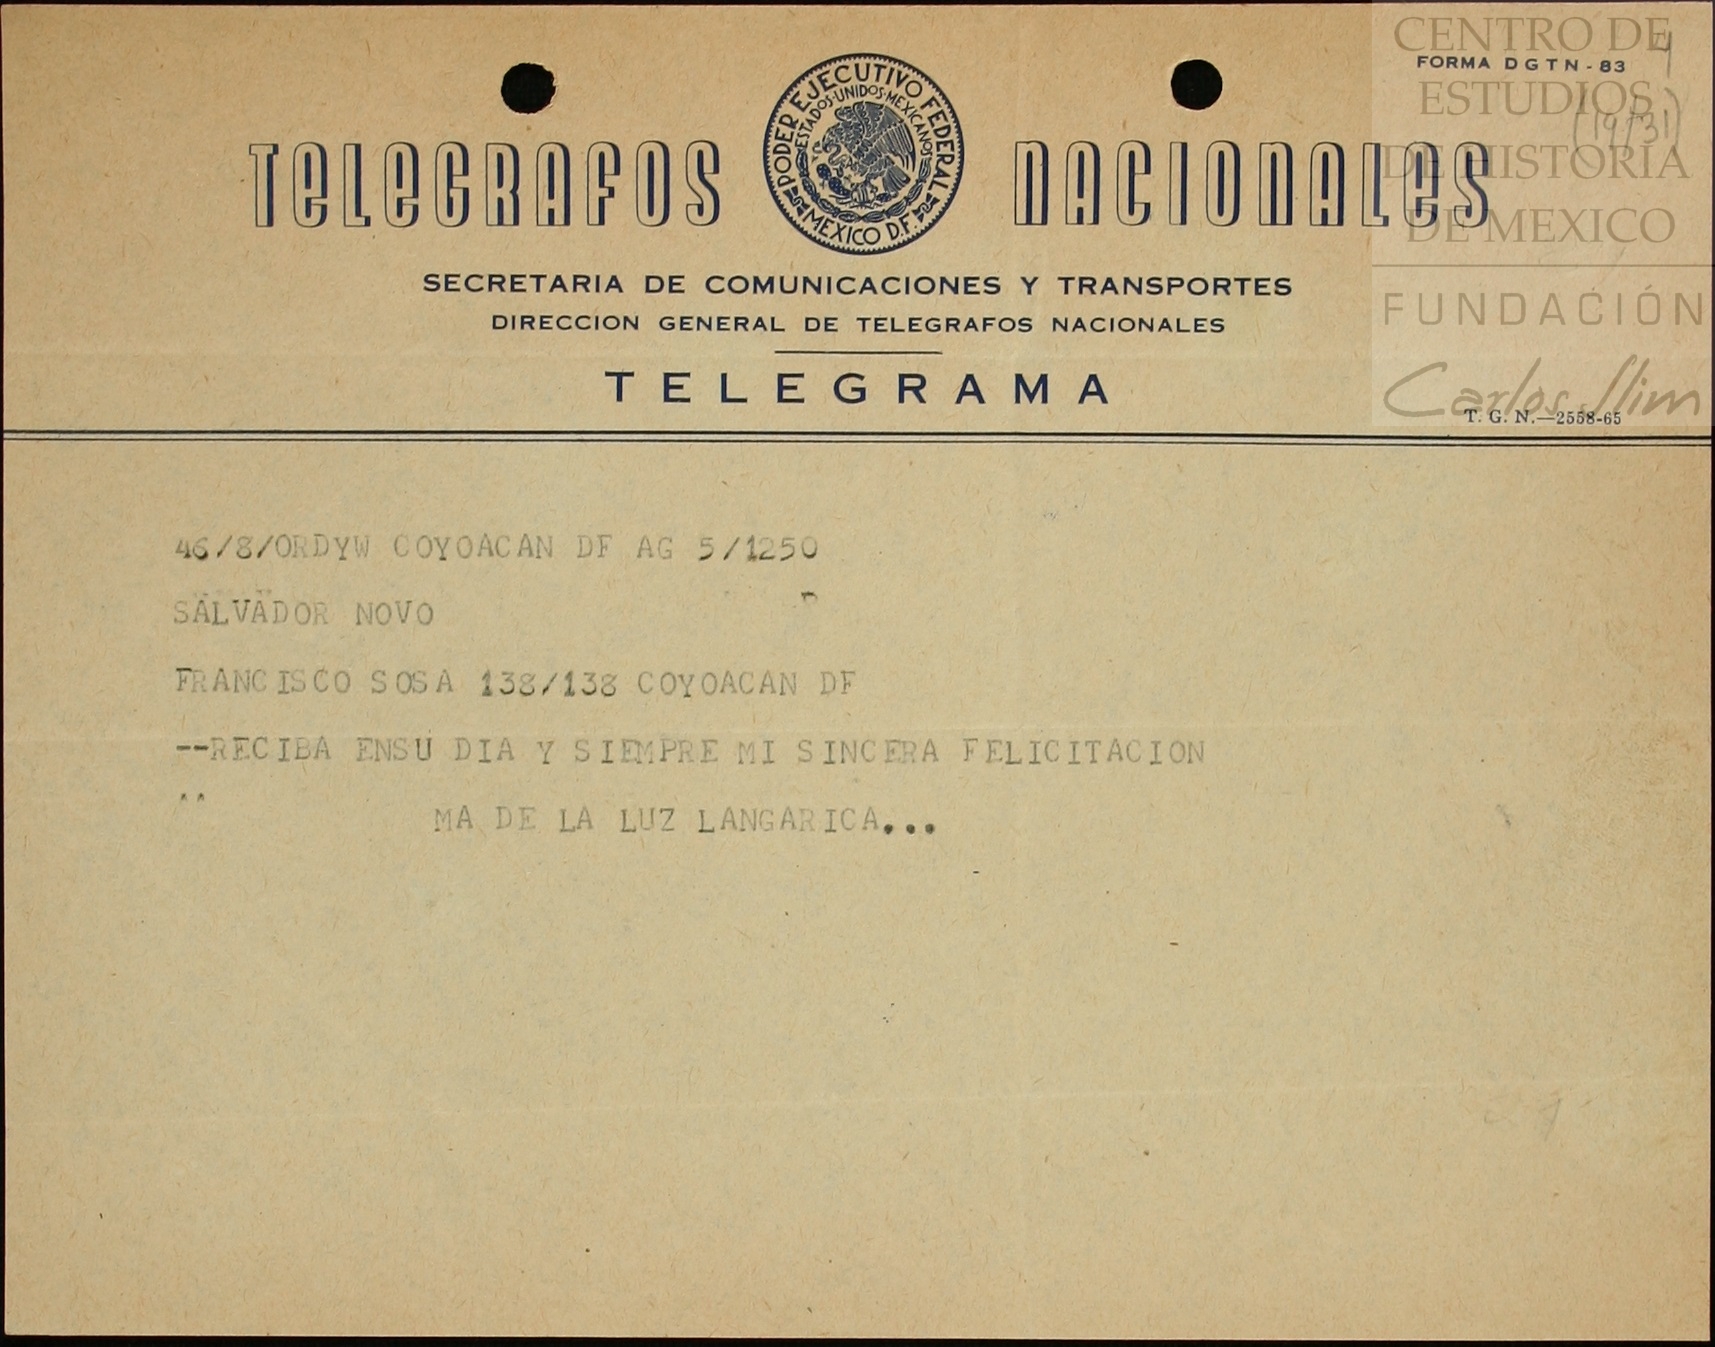 CENTRO DE
FORMA DGTN-83
ESTUDIOS
DE HISTORIA
DE MEXICO
FUNDACIÓN
Carlos Slim
PODER EJECUTIVO FEDERAL
ESTADOS·UNIDOS·MEXICANOS
MEXICO D.F.
TELEGRAFOS NACIONALES
SECRETARIA DE COMUNICACIONES Y TRANSPORTES
DIRECCION GENERAL DE TELEGRAFOS NACIONALES
TELEGRAMA
T. G. N.—2558-65
46/8/ORDYW COYOACAN DF AG 5/1250
SALVADOR NOVO
FRANCISCO SOSA 138/138 COYOACAN DF
--RECIBA ENSU DIA Y SIEMPRE MI SINCERA FELICITACION
MA DE LA LUZ LANGARICA...